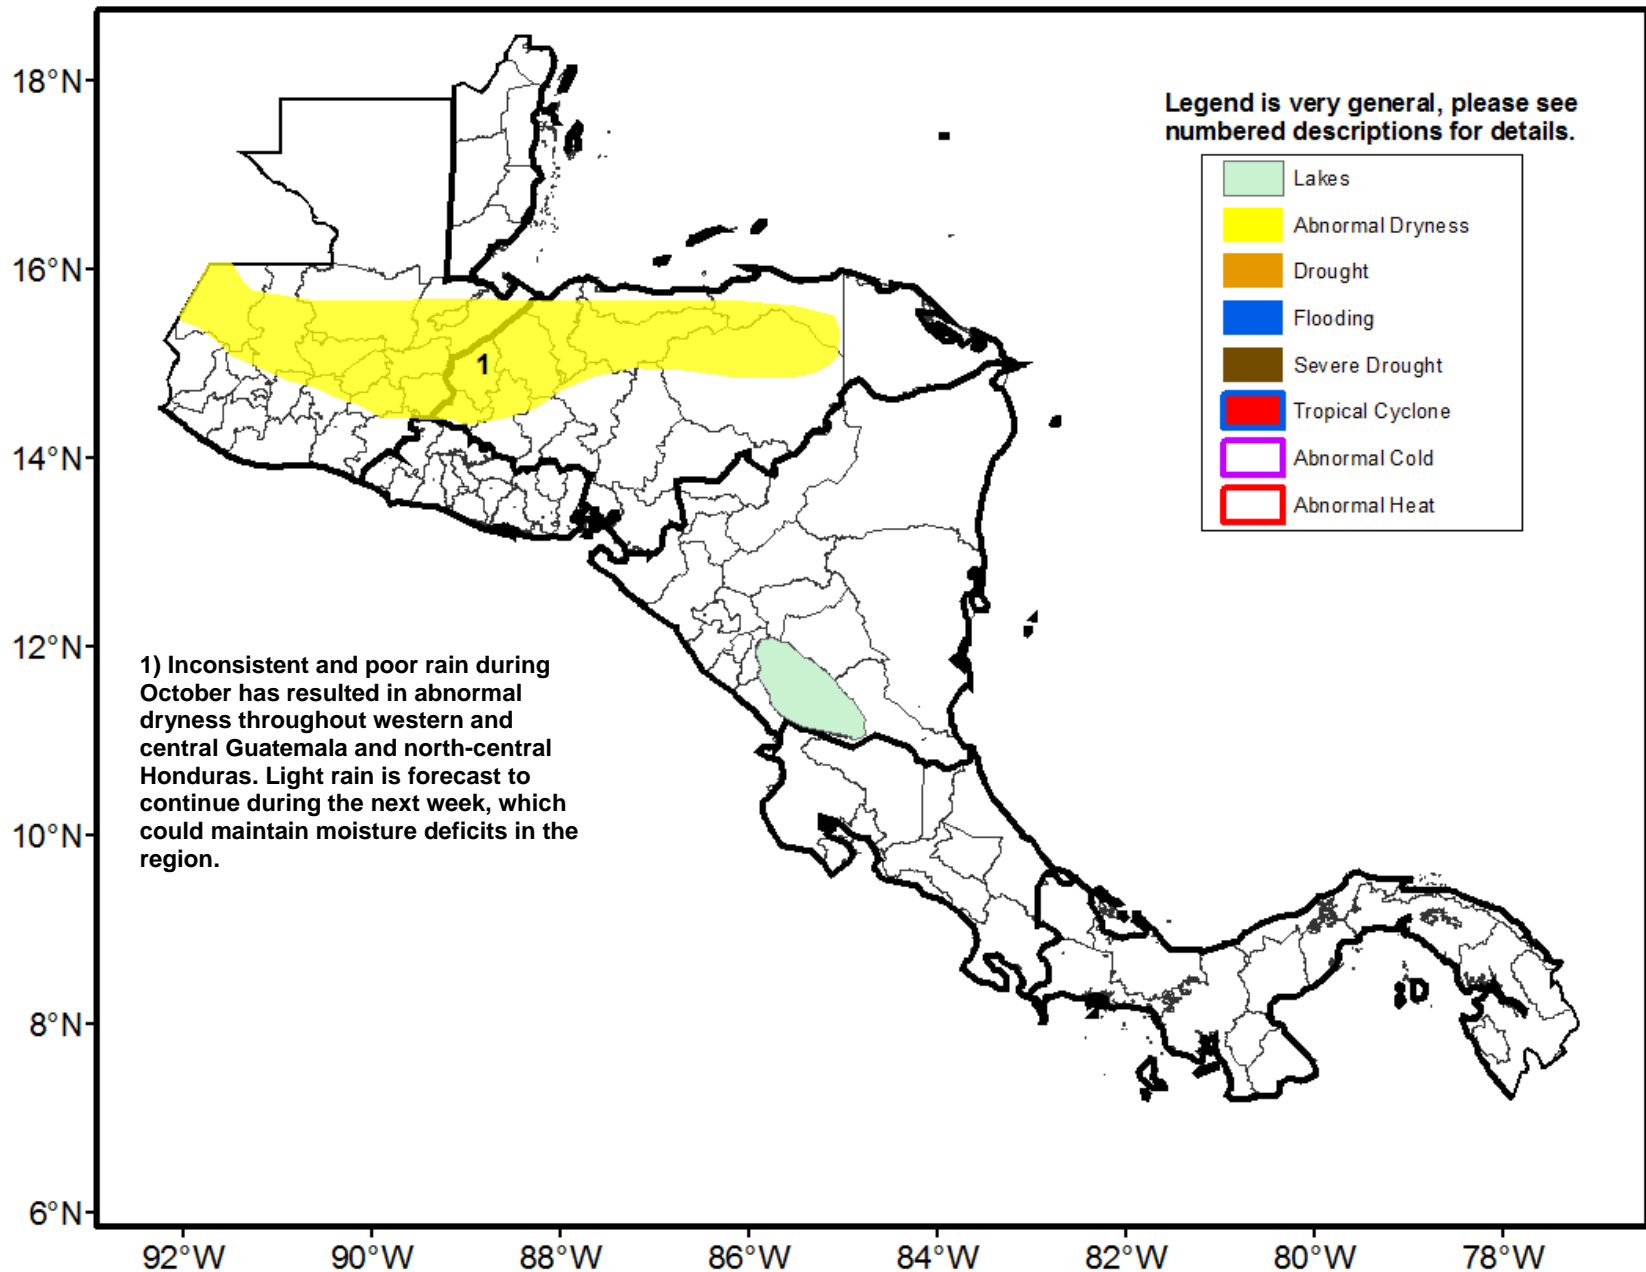 18°N
16°N
14°N
12°N
10°N
8°N
6°N
92°W 90°W 88°W 86°W 84°W 82°W 80°W 78°W
Legend is very general, please see
numbered descriptions for details.
Lakes
Abnormal Dryness
Drought
Flooding
Severe Drought
Tropical Cyclone
Abnormal Cold
Abnormal Heat
1
1) Inconsistent and poor rain during
October has resulted in abnormal
dryness throughout western and
central Guatemala and north-central
Honduras. Light rain is forecast to
continue during the next week, which
could maintain moisture deficits in the
region.